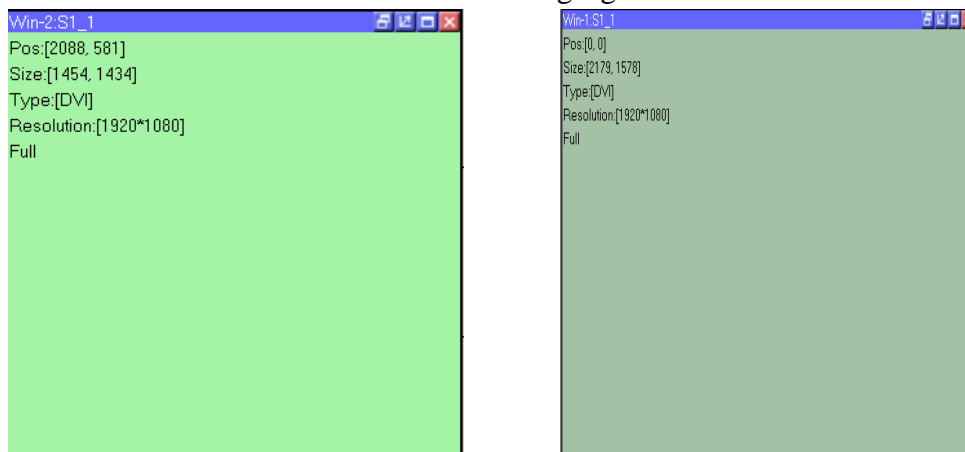 Win-2:S1_1
Pos:[2088, 581]
Size:[1454, 1434]
Type:[DVI]
Resolution:[1920*1080]
Full
Win-1:S1_1
Pos:[0, 0]
Size:[2179, 1578]
Type:[DVI]
Resolution:[1920*1080]
Full